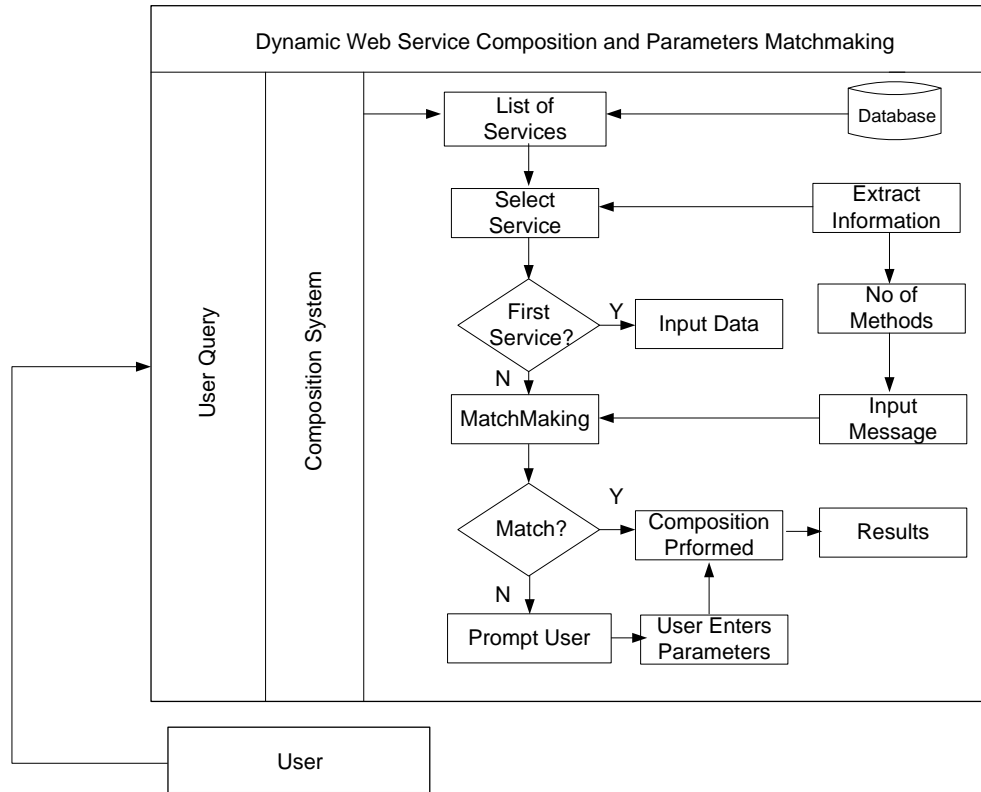 Dynamic Web Service Composition and Parameters Matchmaking
User Query
Composition System
List of
Services
Database
Select
Service
Extract
Information
First
Service?
Y
Input Data
No of
Methods
N
MatchMaking
Input
Message
Match?
Y
Composition
Prformed
Results
N
Prompt User
User Enters
Parameters
User